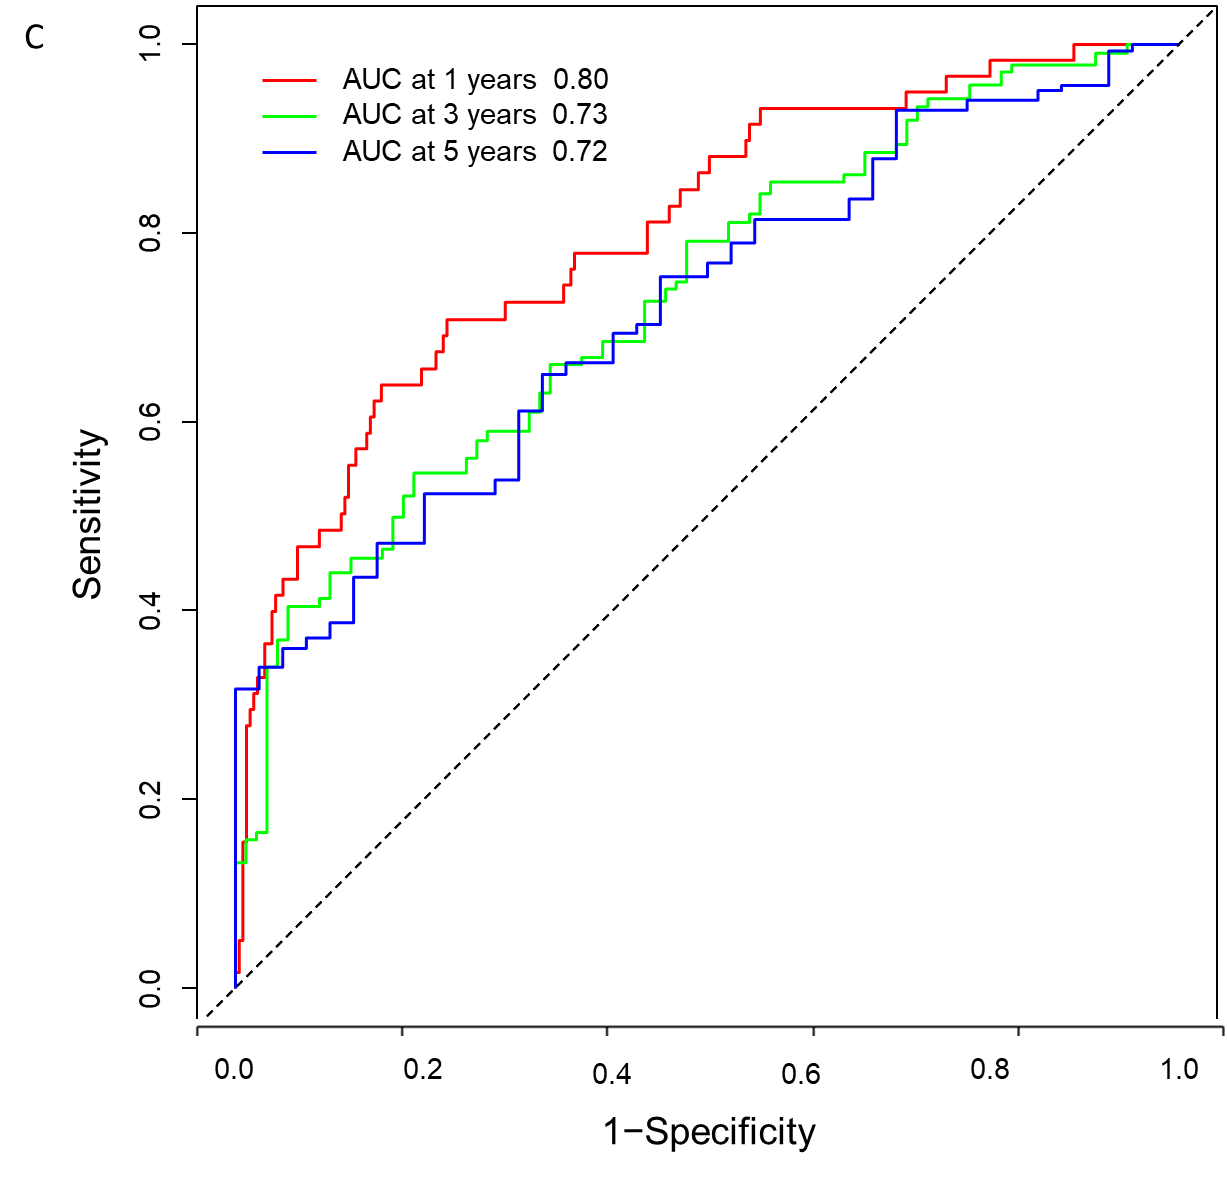 C
AUC at 1 years 0.80
AUC at 3 years 0.73
AUC at 5 years 0.72
1.0
0.8
0.6
0.4
0.2
0.0
Sensitivity
0.0 0.2 0.4 0.6 0.8 1.0
1−Specificity